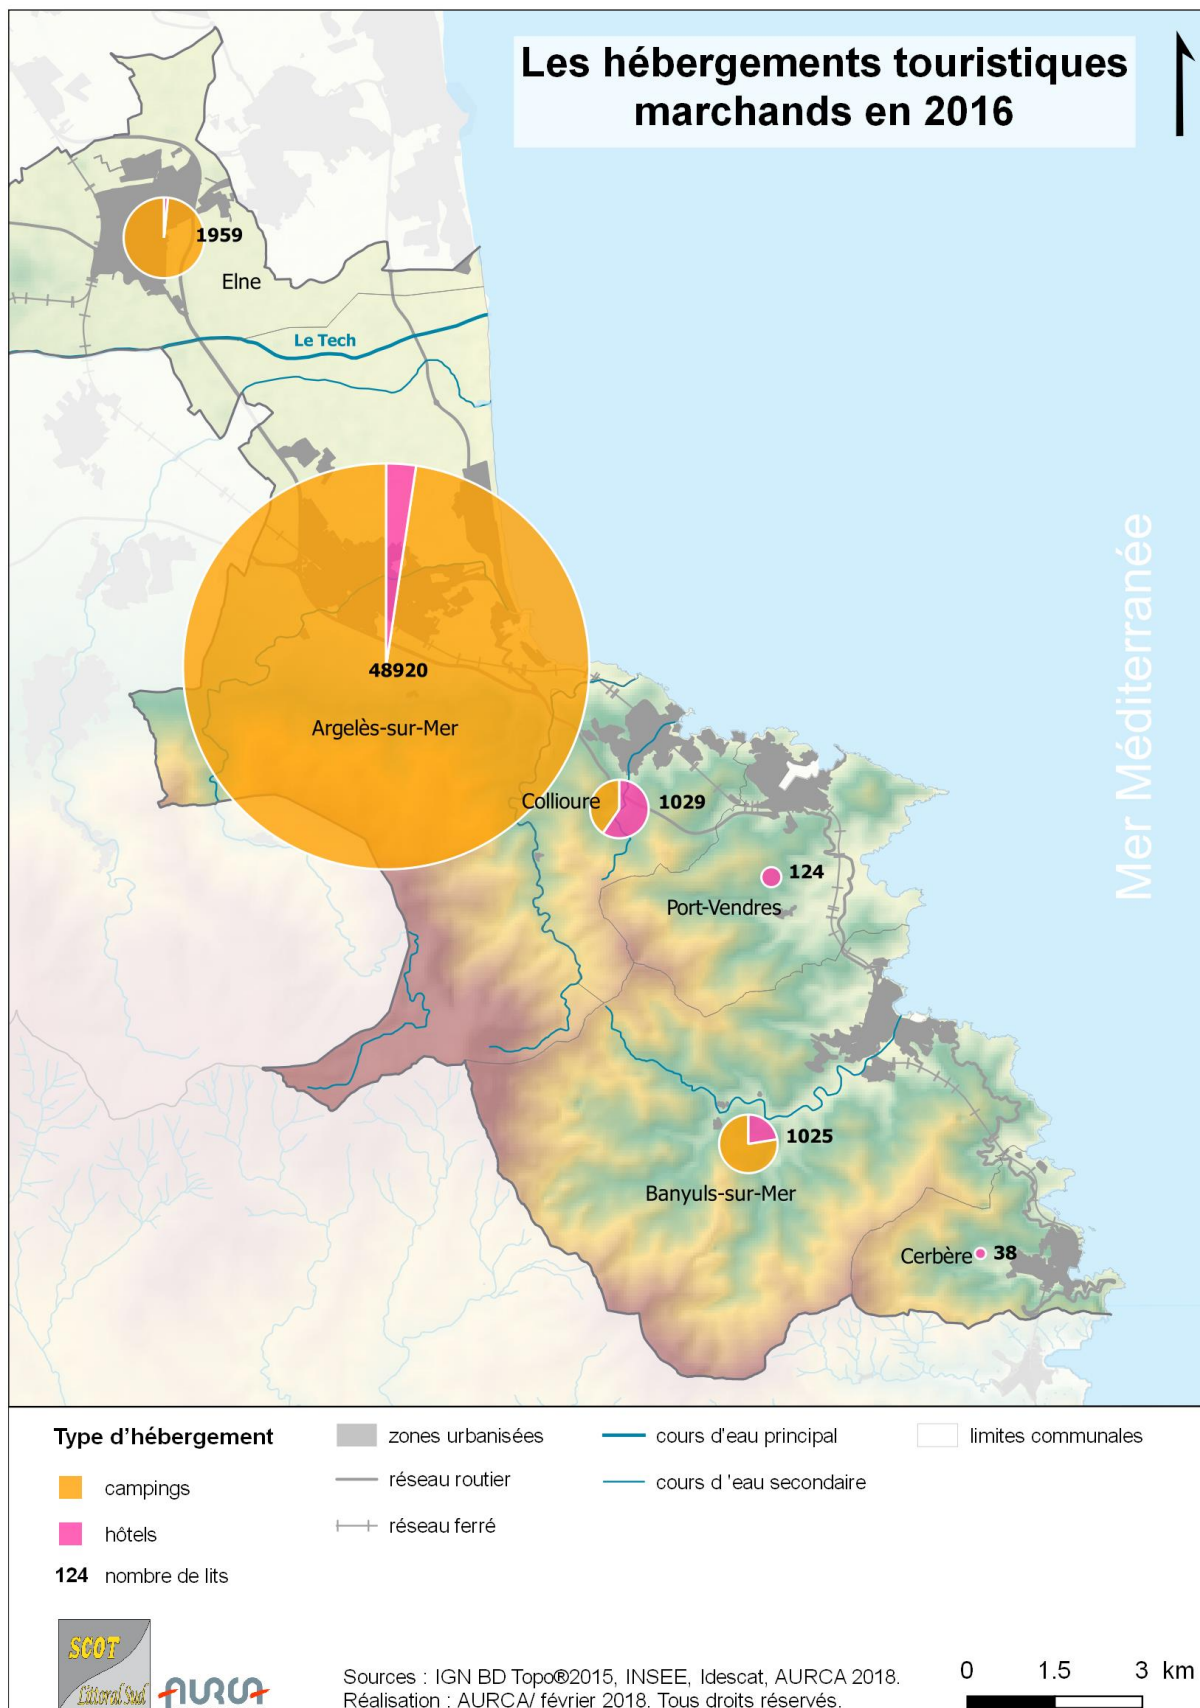 Les hébergements touristiques
marchands en 2016
1959
Elne
Le Tech
48920
Argelès-sur-Mer
Mer Méditerranée
Collioure
1029
124
Port-Vendres
1025
Banyuls-sur-Mer
Cerbère
38
Type d'hébergement
campings
hôtels
124 nombre de lits
zones urbanisées
réseau routier
réseau ferré
cours d'eau principal
cours d 'eau secondaire
limites communales
SCOT
Littoral Sud
AURCA
Sources : IGN BD Topo®2015, INSEE, Idescat, AURCA 2018.
Réalisation : AURCA/ février 2018. Tous droits réservés.
0 1.5 3 km